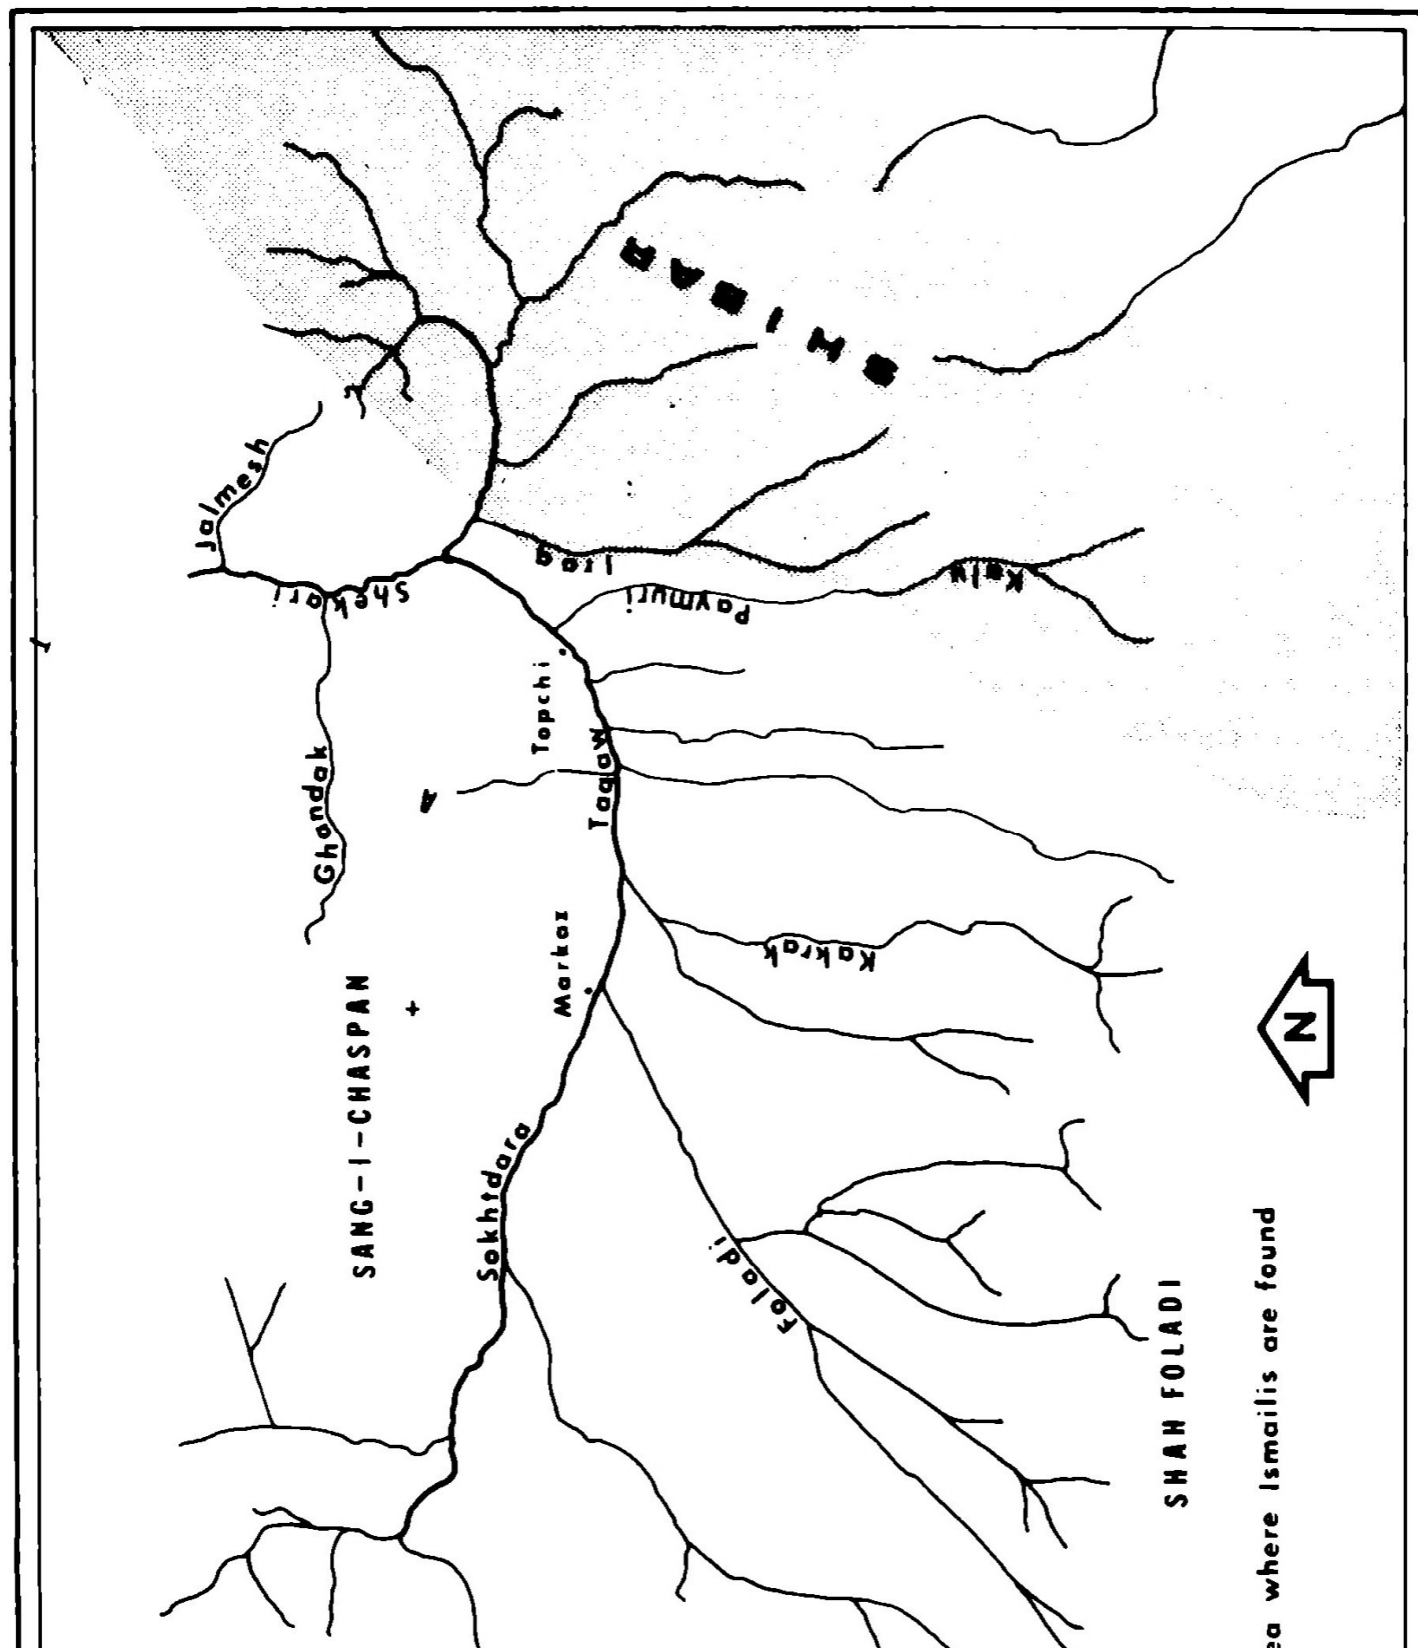 SHIBAR
Jalmesh
Shekari
Iraq
Paymuri
Kalu
Topchi
Taqaw
Ghandak
A
Markaz
Kakrak
SANG-I-CHASPAN
Sokhtdara
Foladi
SHAH FOLADI
N
ea where Ismailis are found